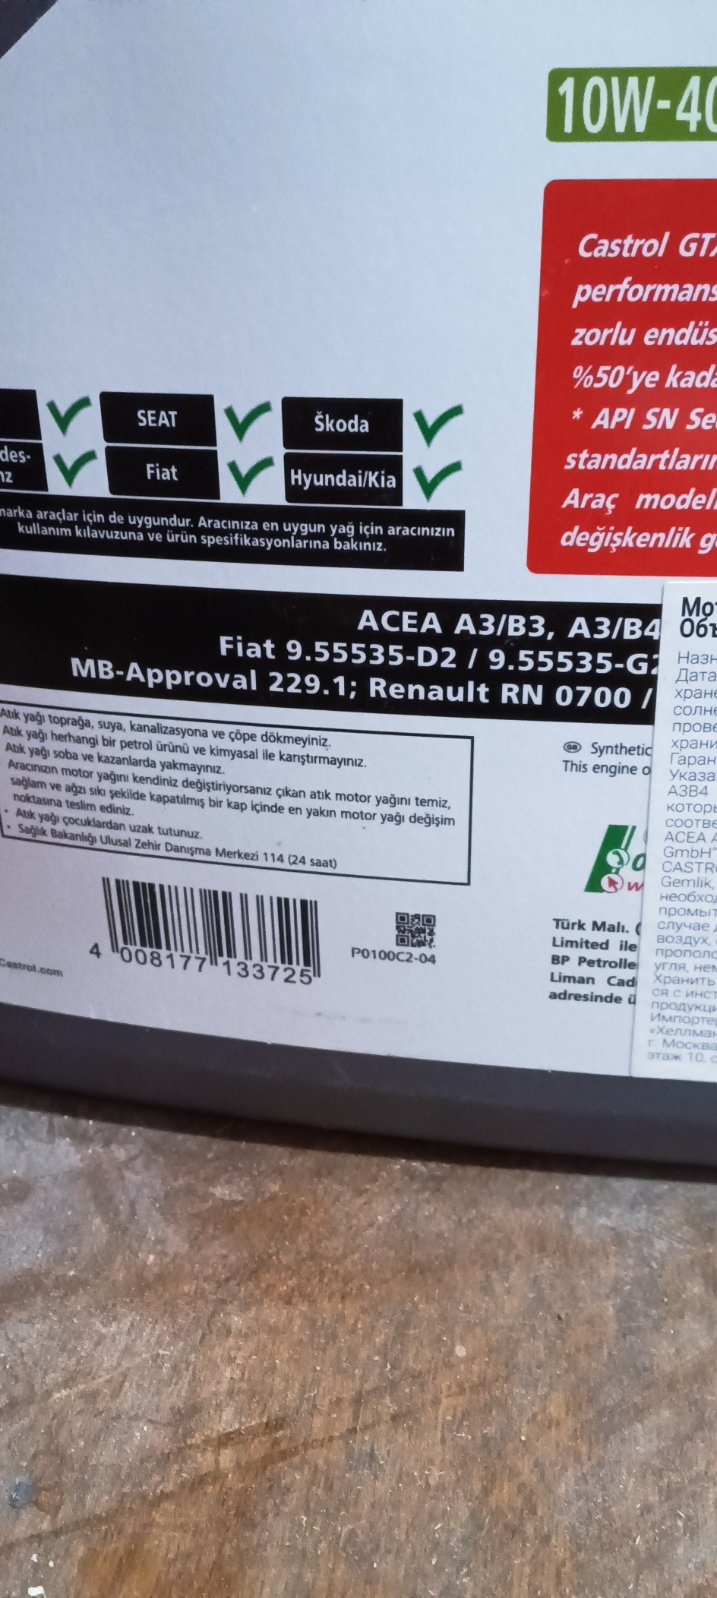 10W-40
Castrol GTX
performans
zorlu endüs
%50'ye kada
* API SN Se
standartların
Araç model
değişkenlik g
SEAT
Škoda
des-
nz
Fiat
Hyundai/Kia
marka araçlar için de uygundur. Aracınıza en uygun yağ için aracınızın
kullanım kılavuzuna ve ürün spesifikasyonlarına bakınız.
ACEA A3/B3, A3/B4
Fiat 9.55535-D2 / 9.55535-G2
MB-Approval 229.1; Renault RN 0700 /
Atık yağı toprağa, suya, kanalizasyona ve çöpe dökmeyiniz.
Atık yağı herhangi bir petrol ürünü ve kimyasal ile karıştırmayınız.
Atık yağı soba ve kazanlarda yakmayınız.
Aracınızın motor yağını kendiniz değiştiriyorsanız çıkan atık motor yağını temiz,
sağlam ve ağzı sıkı şekilde kapatılmış bir kap içinde en yakın motor yağı değişim
noktasına teslim ediniz.
• Atık yağı çocuklardan uzak tutunuz.
• Sağlık Bakanlığı Ulusal Zehir Danışma Merkezi 114 (24 saat)
4 008177 133725
P0100C2-04
Castrol.com
GB Synthetic
This engine o
w
Türk Malı. (
Limited ile
BP Petrolle
Liman Cad
adresinde ü
Мо
Объ
Назн
Дата
хране
солне
прове
храни
Гаран
Указа
A3B4
которы
соотве
ACEA A
GmbH"
CASTR
Gemlik,
необход
промыт
случае
воздух,
прополо
угля, нем
Хранить
ся с инст
продукци
Импортер
«Хеллман
г. Москва
этаж 10, о